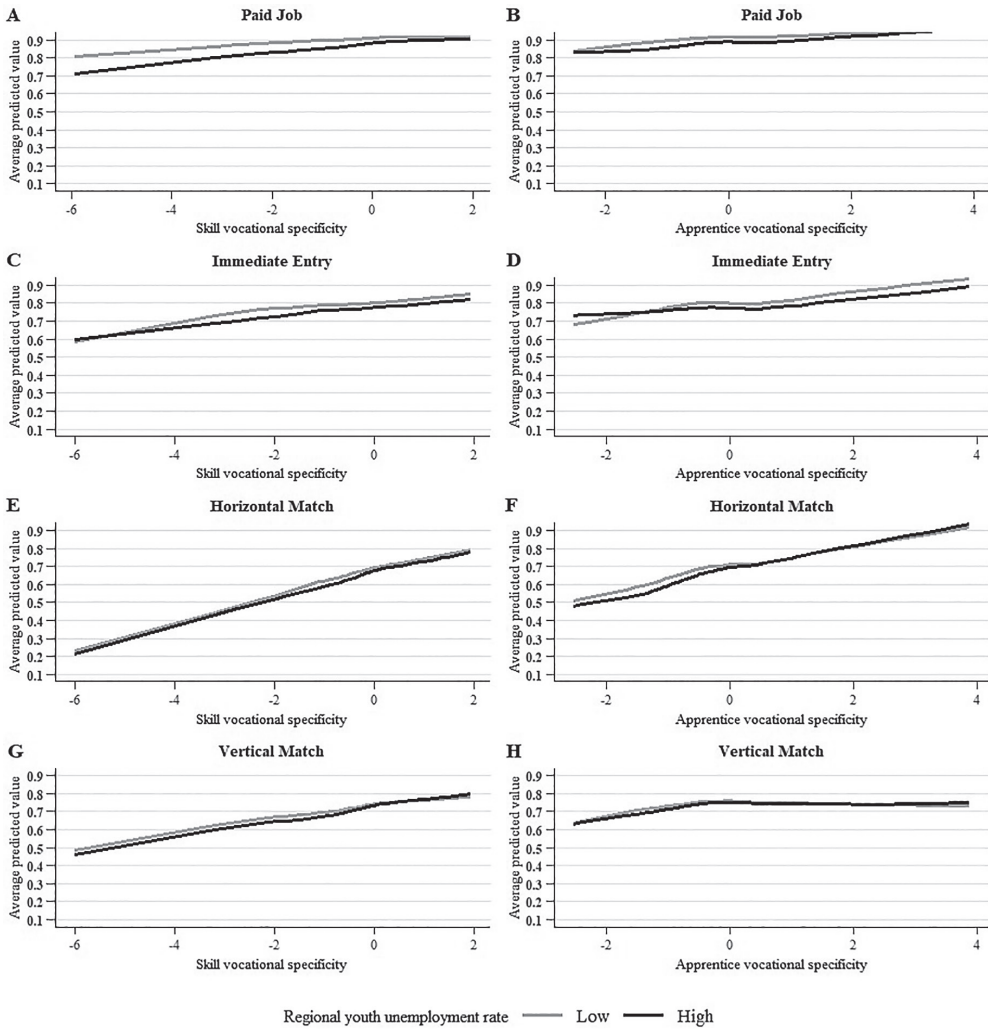 A Paid Job
Average predicted value
0.9
0.8
0.7
0.6
0.5
0.4
0.3
0.2
0.1
-6 -4 -2 0 2
Skill vocational specificity
B Paid Job
Average predicted value
0.9
0.8
0.7
0.6
0.5
0.4
0.3
0.2
0.1
-2 0 2 4
Apprentice vocational specificity
C Immediate Entry
Average predicted value
0.9
0.8
0.7
0.6
0.5
0.4
0.3
0.2
0.1
-6 -4 -2 0 2
Skill vocational specificity
D Immediate Entry
Average predicted value
0.9
0.8
0.7
0.6
0.5
0.4
0.3
0.2
0.1
-2 0 2 4
Apprentice vocational specificity
E Horizontal Match
Average predicted value
0.9
0.8
0.7
0.6
0.5
0.4
0.3
0.2
0.1
-6 -4 -2 0 2
Skill vocational specificity
F Horizontal Match
Average predicted value
0.9
0.8
0.7
0.6
0.5
0.4
0.3
0.2
0.1
-2 0 2 4
Apprentice vocational specificity
G Vertical Match
Average predicted value
0.9
0.8
0.7
0.6
0.5
0.4
0.3
0.2
0.1
-6 -4 -2 0 2
Skill vocational specificity
H Vertical Match
Average predicted value
0.9
0.8
0.7
0.6
0.5
0.4
0.3
0.2
0.1
-2 0 2 4
Apprentice vocational specificity
Regional youth unemployment rate Low High